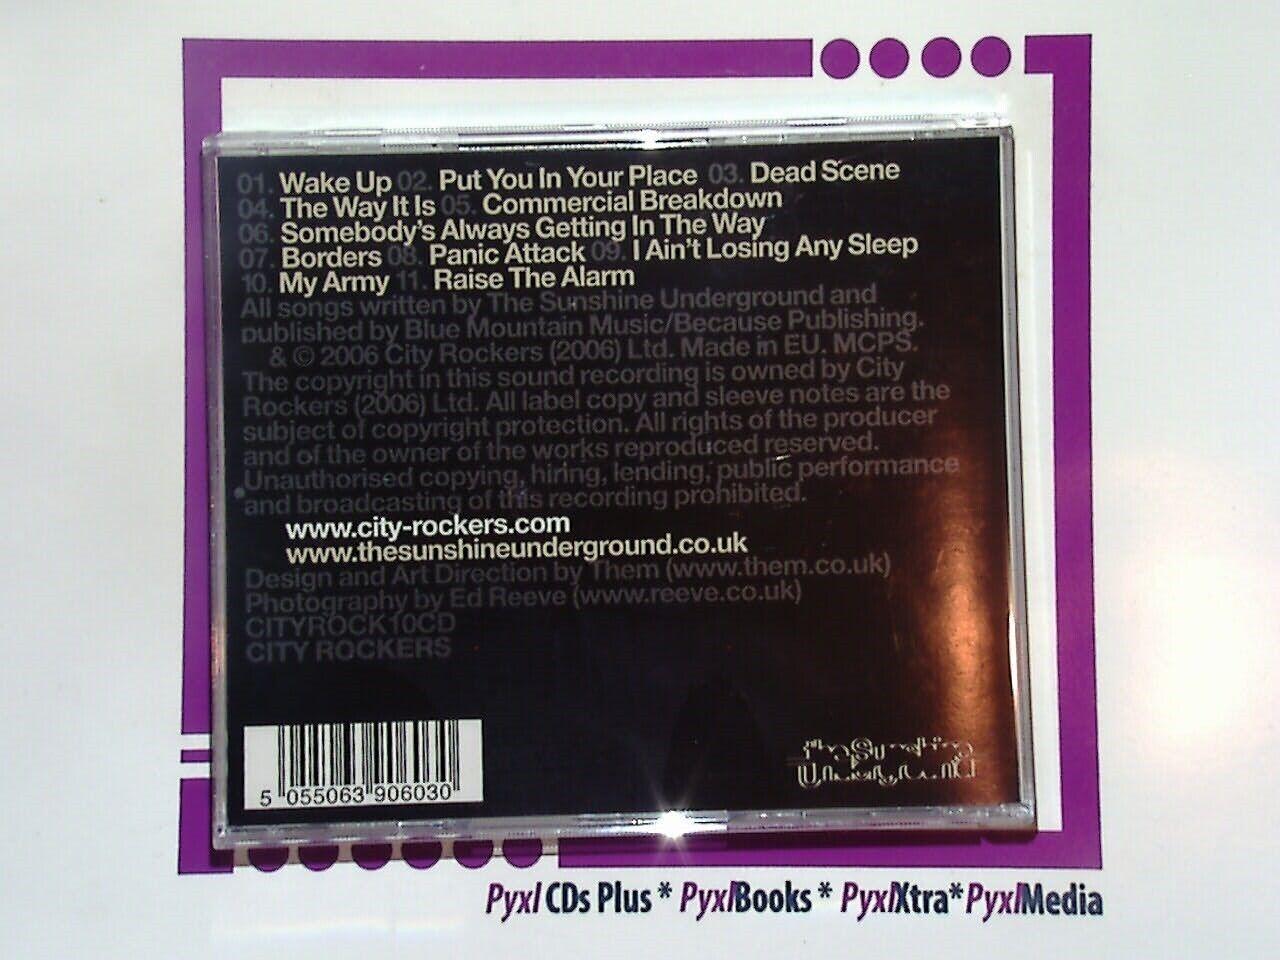 01. Wake Up 02. Put You In Your Place 03. Dead Scene
04. The Way It Is 05. Commercial Breakdown
06. Somebody's Always Getting In The Way
07. Borders 08. Panic Attack 09. I Ain't Losing Any Sleep
10. My Army 11. Raise The Alarm
All songs written by The Sunshine Underground and
published by Blue Mountain Music/Because Publishing.
& © 2006 City Rockers (2006) Ltd. Made in EU. MCPS.
The copyright in this sound recording is owned by City
Rockers (2006) Ltd. All label copy and sleeve notes are the
subject of copyright protection. All rights of the producer
and of the owner of the works reproduced reserved.
Unauthorised copying, hiring, lending, public performance
and broadcasting of this recording prohibited.
www.city-rockers.com
www.thesunshineunderground.co.uk
Design and Art Direction by Them (www.them.co.uk)
Photography by Ed Reeve (www.reeve.co.uk)
CITYROCK10CD
CITY ROCKERS
the Sunshine
Underground
5 055063 906030
Pyxl CDs Plus * PyxlBooks * PyxlXtra* PyxlMedia